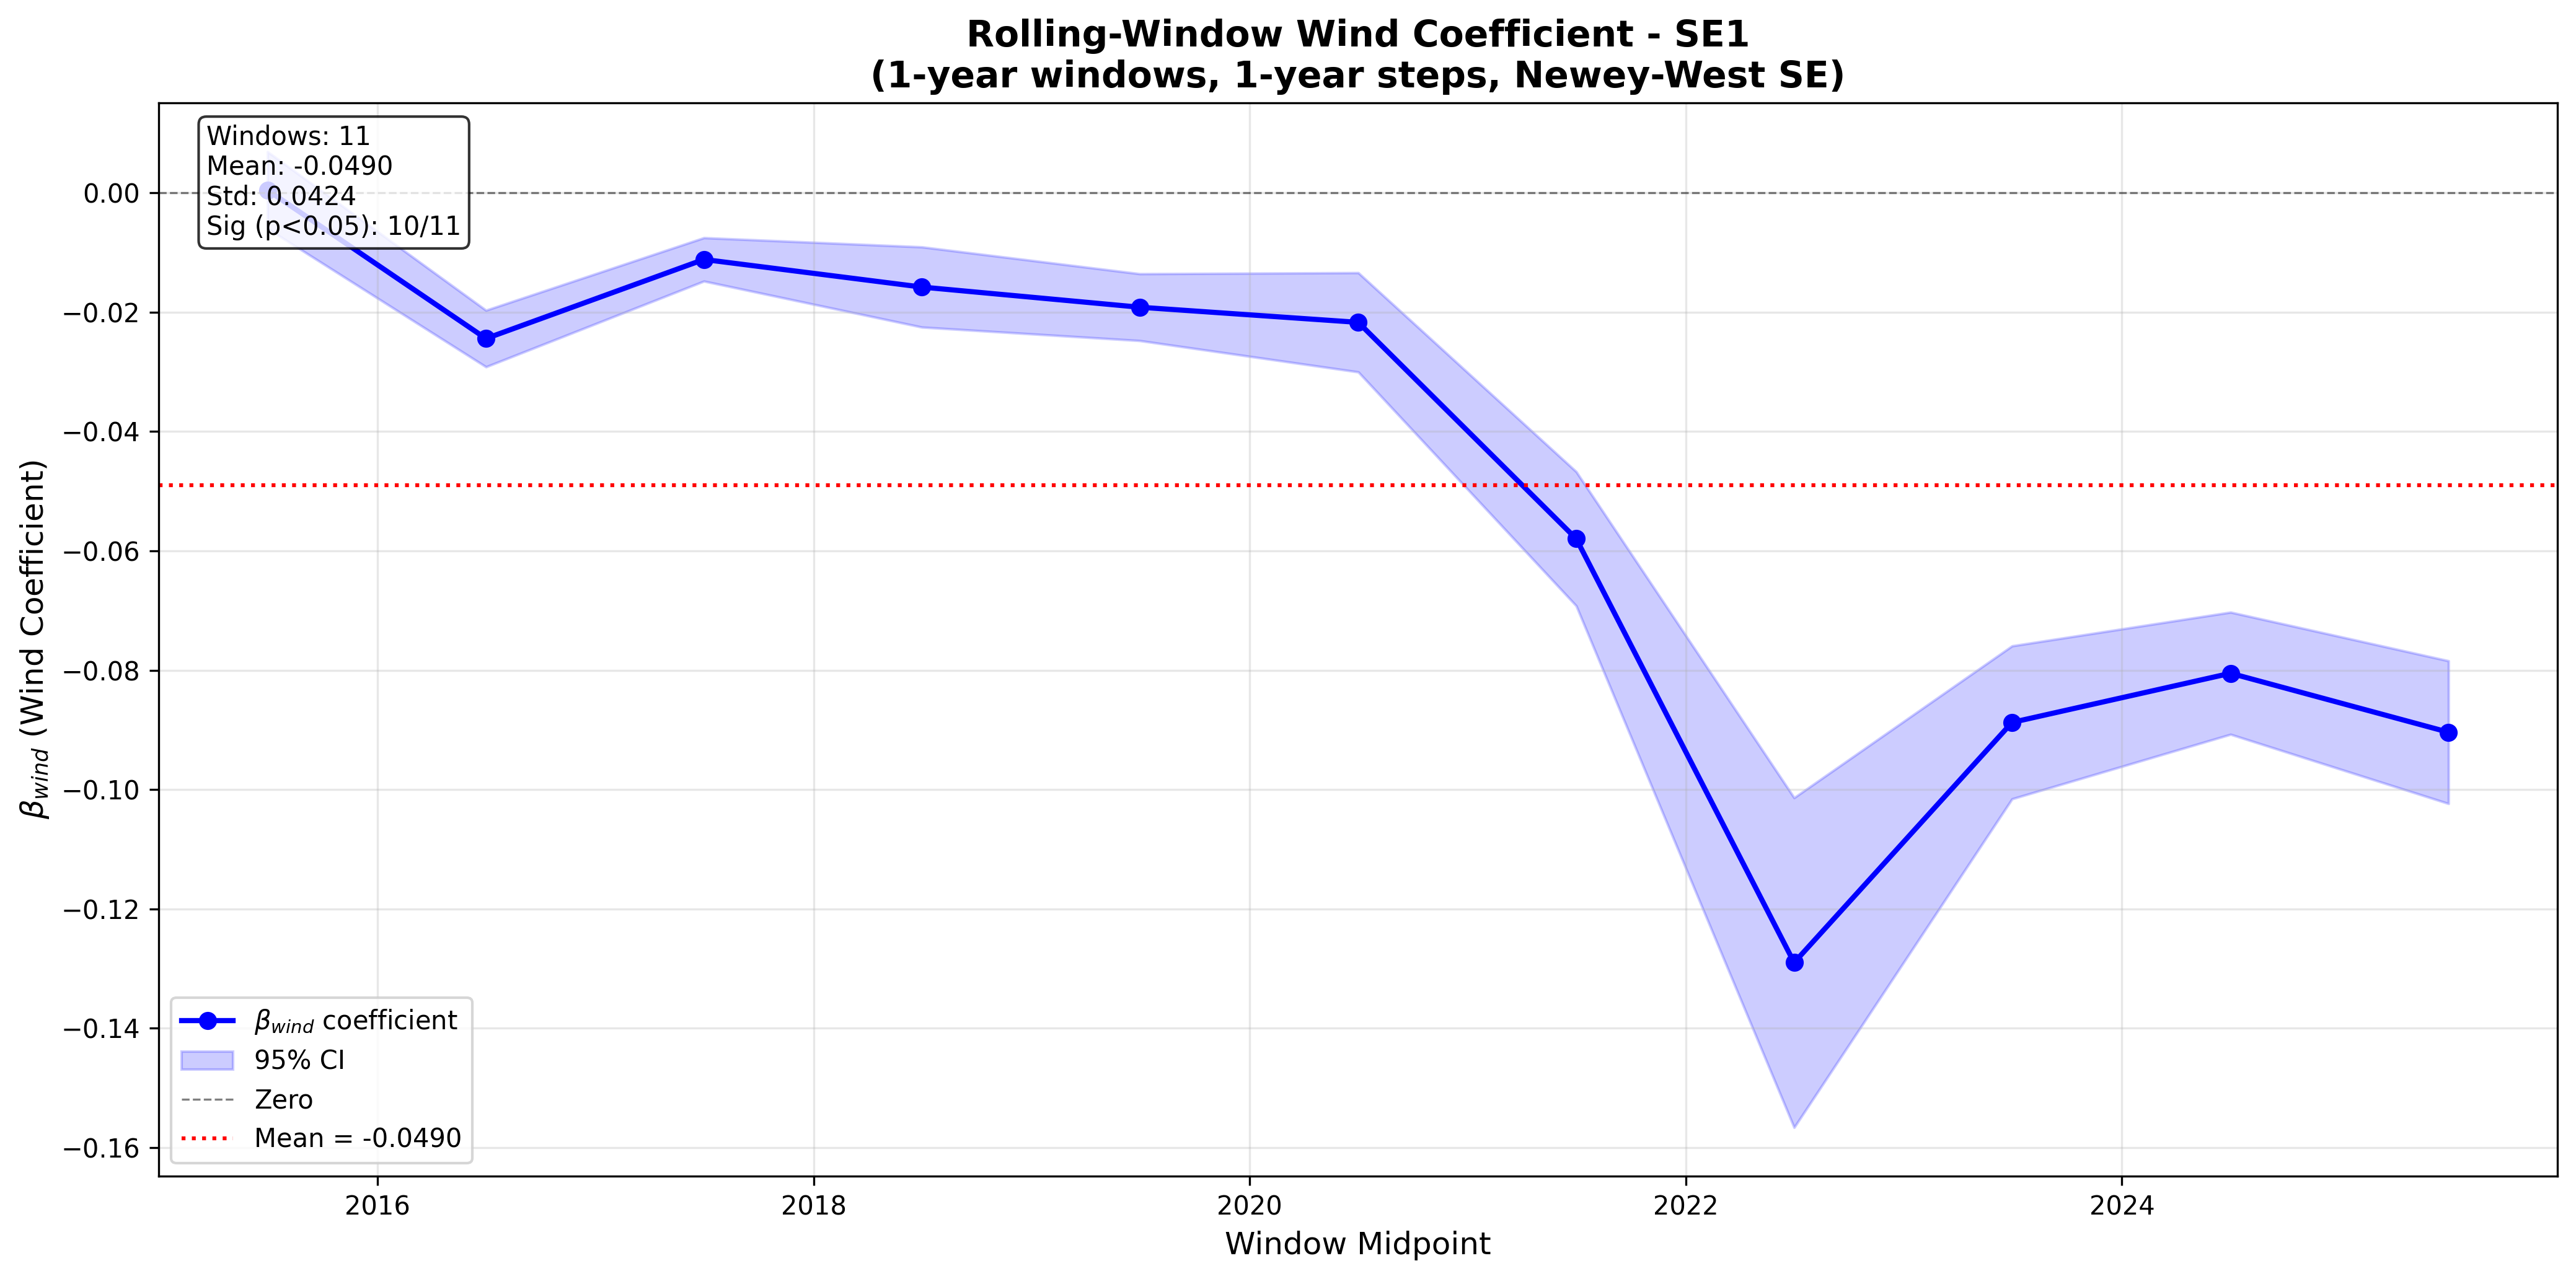 Rolling-Window Wind Coefficient - SE1
(1-year windows, 1-year steps, Newey-West SE)
Windows: 11
Mean: -0.0490
Std: 0.0424
Sig (p<0.05): 10/11
0.00
−0.02
−0.04
−0.06
−0.08
−0.10
−0.12
−0.14
−0.16
β_wind (Wind Coefficient)
β_wind coefficient
95% CI
Zero
Mean = -0.0490
2016
2018
2020
2022
2024
Window Midpoint